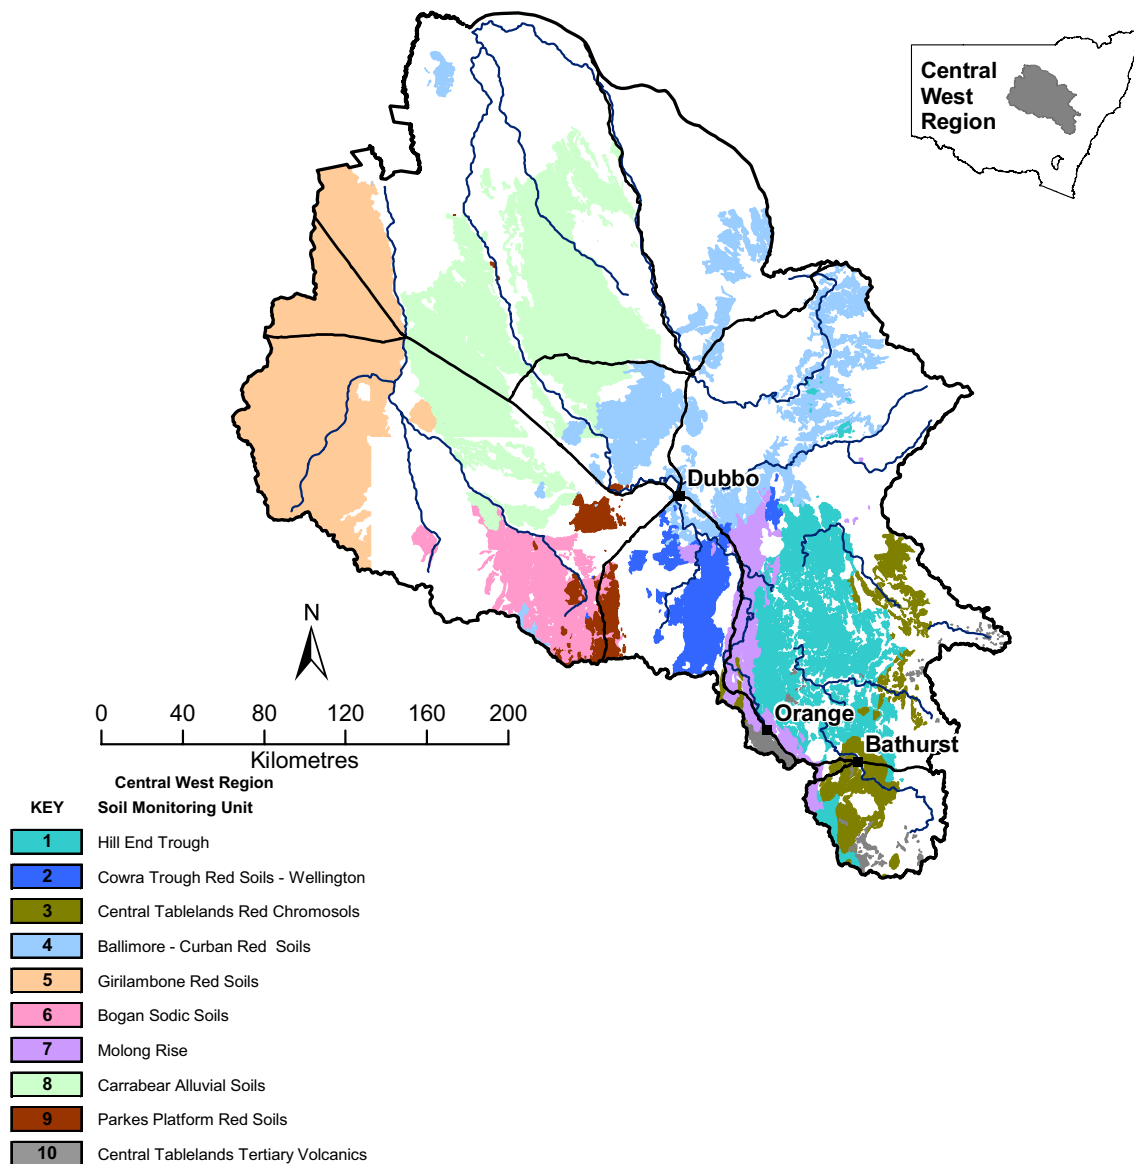 Central
West
Region
Dubbo
N
Orange
Bathurst
0 40 80 120 160 200
Kilometres
Central West Region
KEY Soil Monitoring Unit
1 Hill End Trough
2 Cowra Trough Red Soils - Wellington
3 Central Tablelands Red Chromosols
4 Ballimore - Curban Red Soils
5 Girilambone Red Soils
6 Bogan Sodic Soils
7 Molong Rise
8 Carrabear Alluvial Soils
9 Parkes Platform Red Soils
10 Central Tablelands Tertiary Volcanics